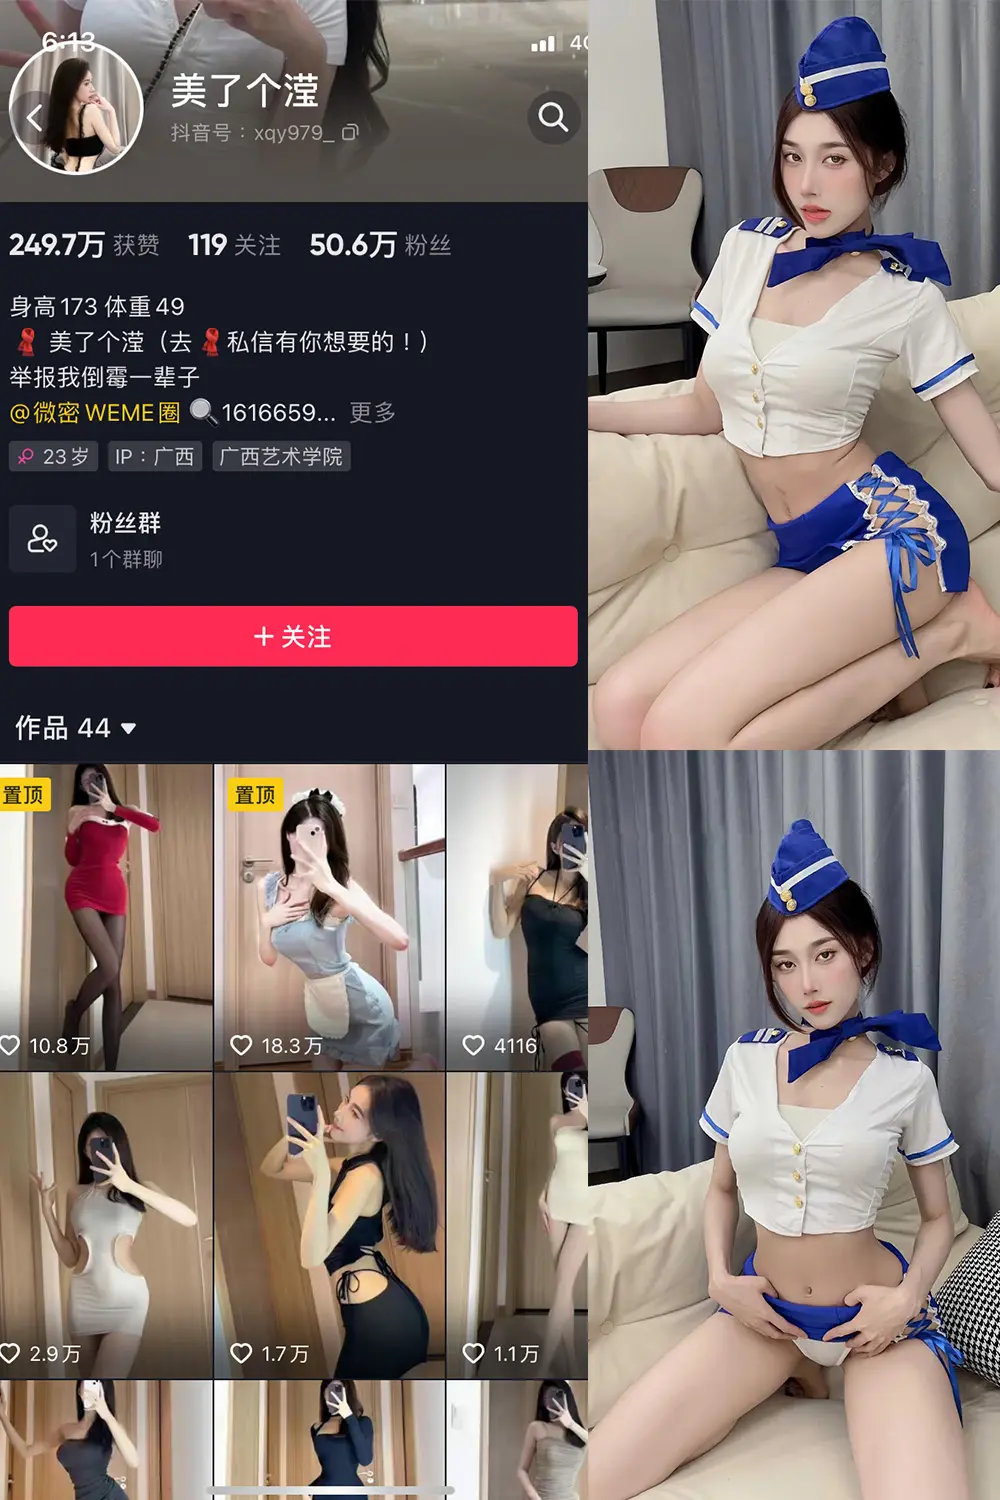 6:13
美了个滢
抖音号：xqy979_
249.7万 获赞 119 关注 50.6万 粉丝
身高173 体重49
美了个滢（去 私信有你想要的！）
举报我倒霉一辈子
@微密 WEME圈 1616659... 更多
23岁 IP：广西 广西艺术学院
粉丝群
1个群聊
+ 关注
作品 44
置顶 置顶
10.8万 18.3万 4116
2.9万 1.7万 1.1万